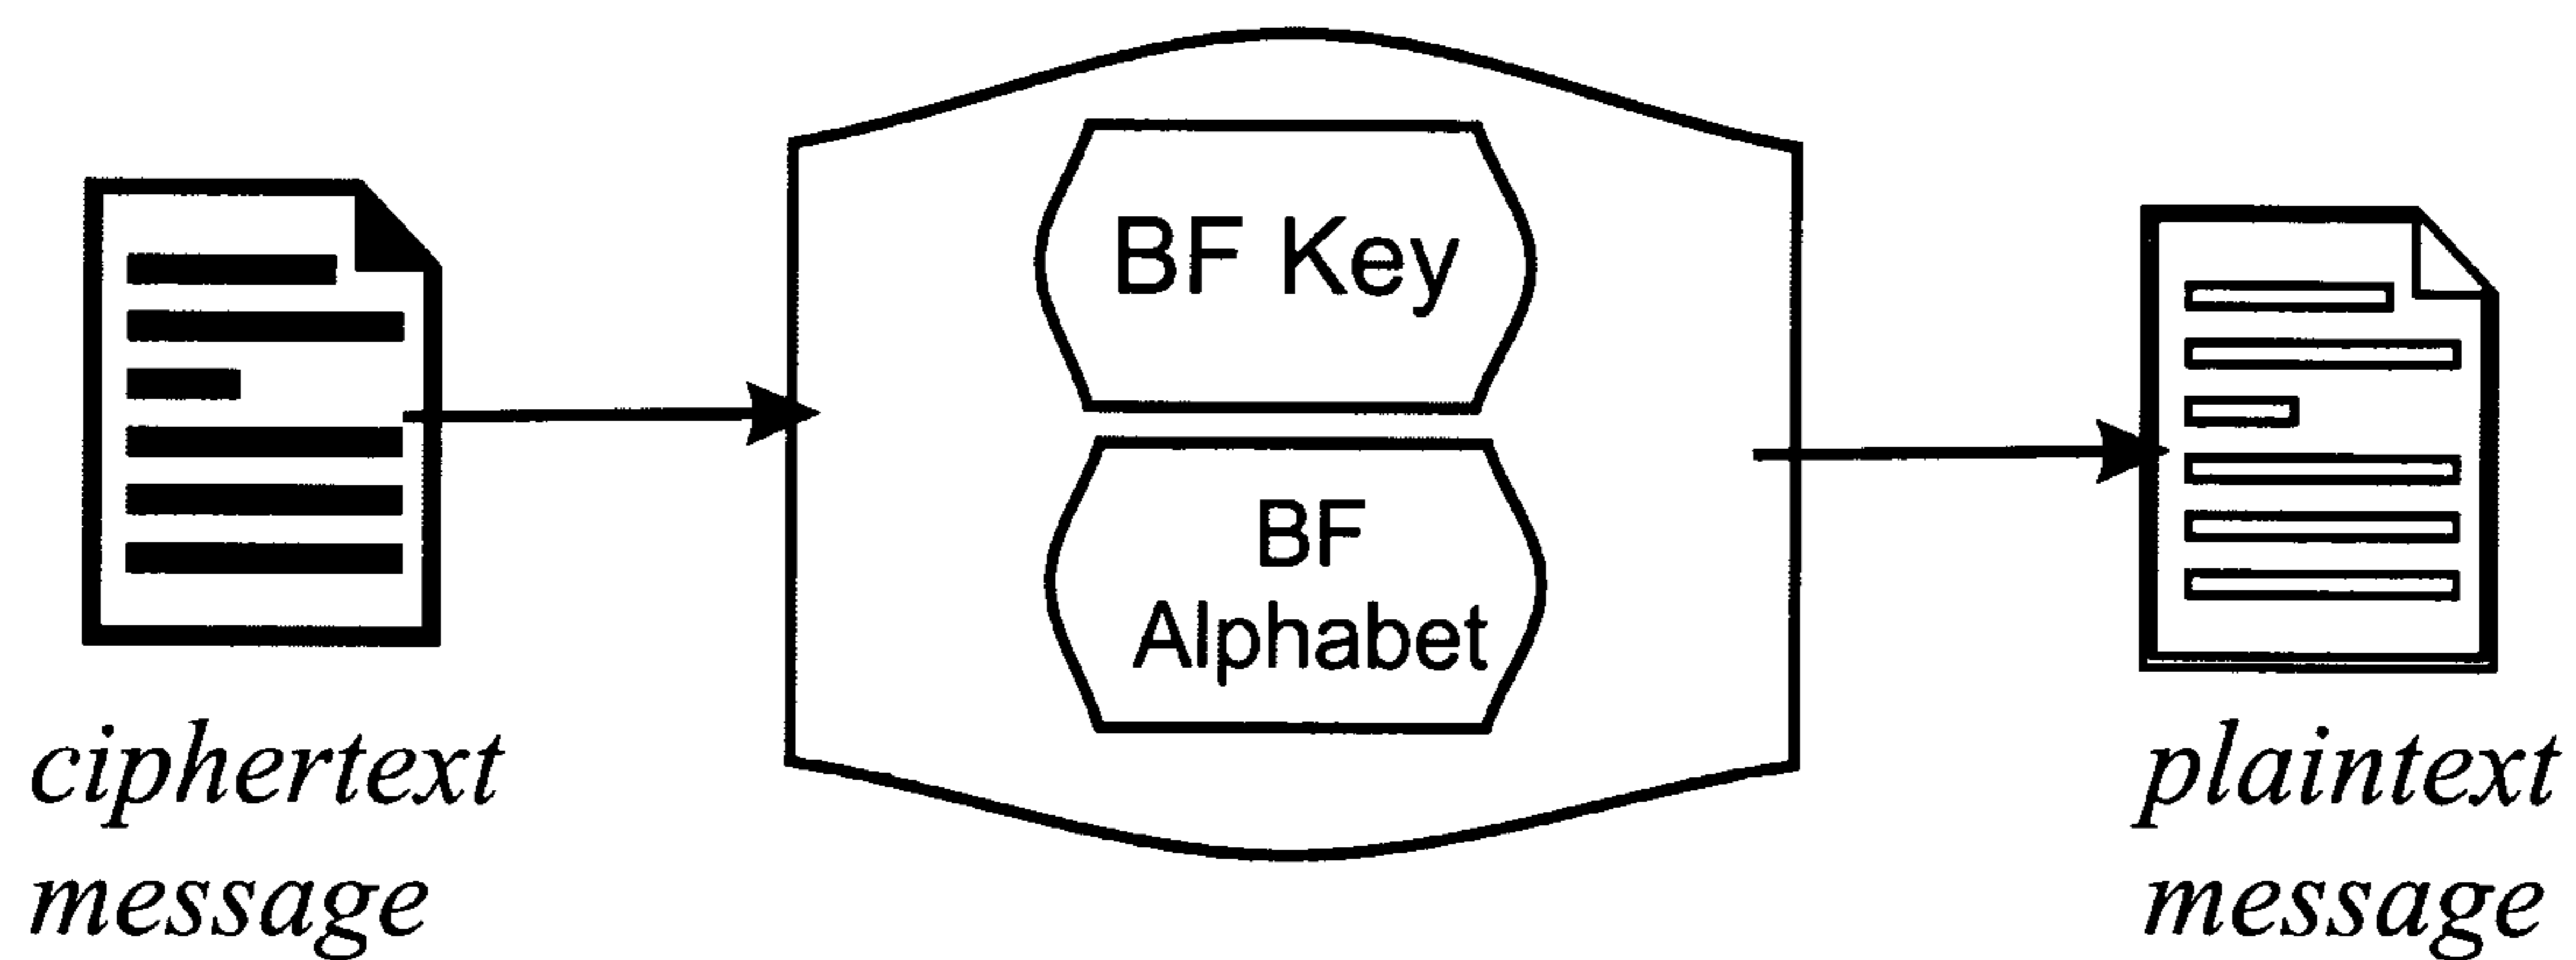 BF Key
BF
Alphabet
ciphertext
message
plaintext
message